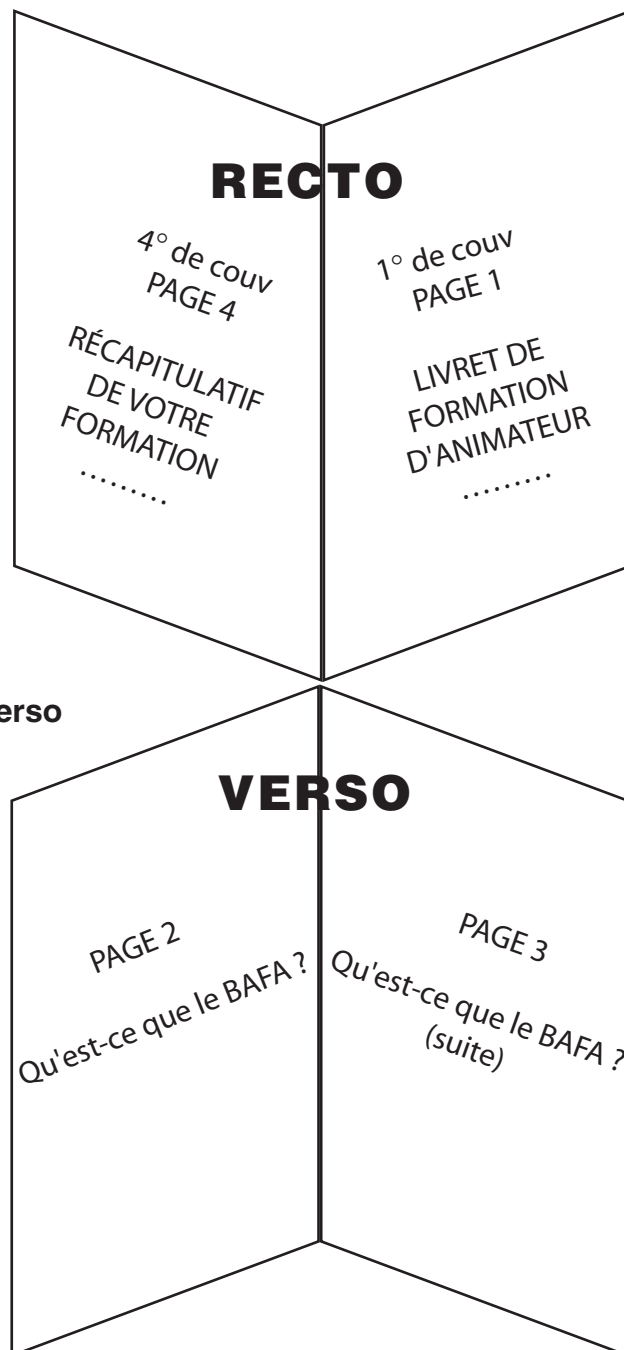 RECTO
4° de couv
PAGE 4
RÉCAPITULATIF
DE VOTRE
FORMATION
.........
1° de couv
PAGE 1
LIVRET DE
FORMATION
D'ANIMATEUR
.........
erso
VERSO
PAGE 2
Qu'est-ce que le BAFA ?
PAGE 3
Qu'est-ce que le BAFA ?
(suite)